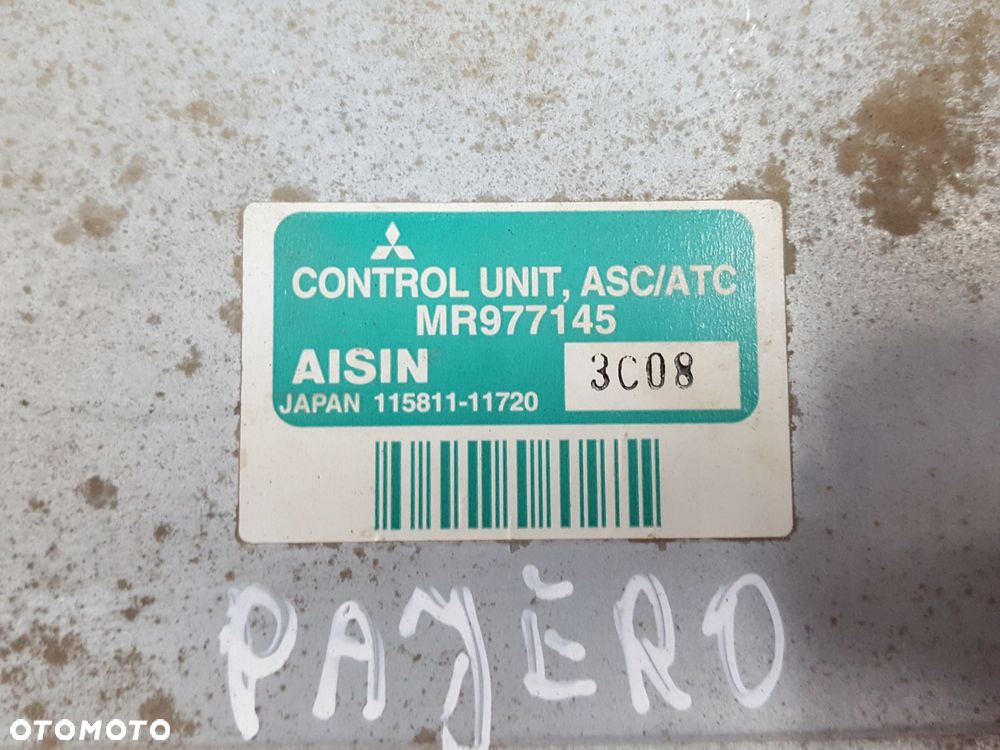 CONTROL UNIT, ASC/ATC
MR977145
AISIN 3C08
JAPAN 115811-11720
PAJERO
OTOMOTO